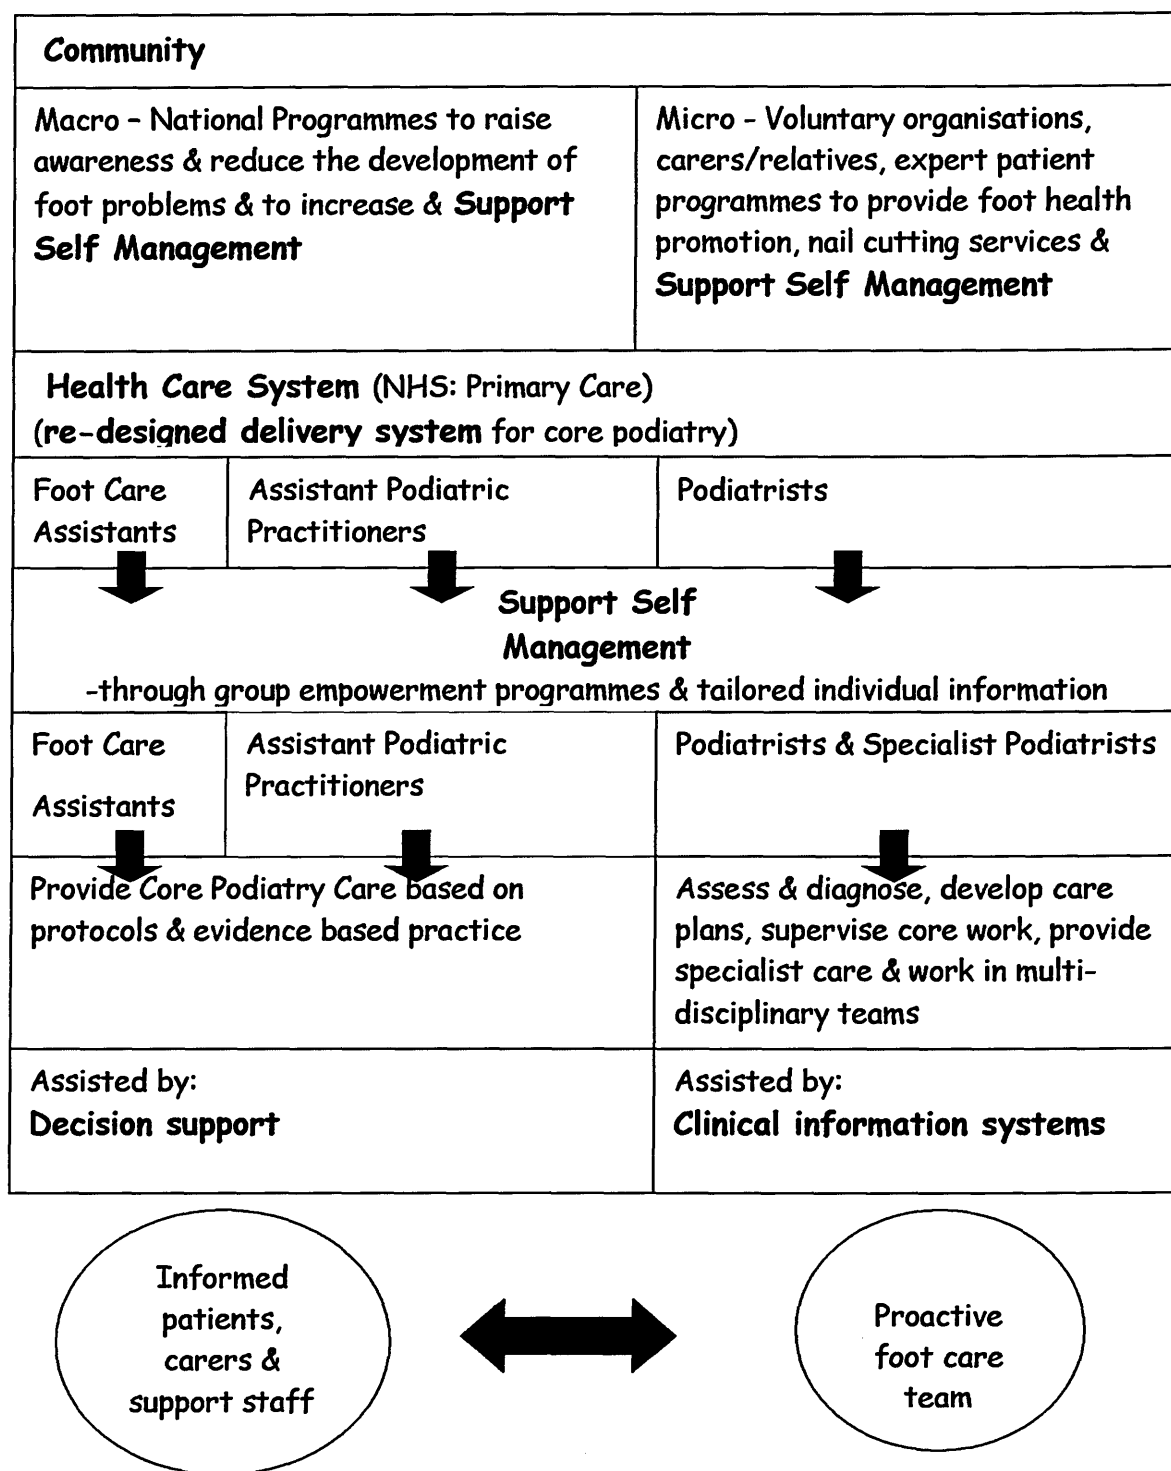 Community
Macro – National Programmes to raise
awareness & reduce the development of
foot problems & to increase & Support
Self Management
Micro - Voluntary organisations,
carers/relatives, expert patient
programmes to provide foot health
promotion, nail cutting services &
Support Self Management
Health Care System (NHS: Primary Care)
(re-designed delivery system for core podiatry)
Foot Care
Assistants
Assistant Podiatric
Practitioners
Podiatrists
Support Self
Management
-through group empowerment programmes & tailored individual information
Foot Care
Assistants
Assistant Podiatric
Practitioners
Podiatrists & Specialist Podiatrists
Provide Core Podiatry Care based on
protocols & evidence based practice
Assess & diagnose, develop care
plans, supervise core work, provide
specialist care & work in multi-
disciplinary teams
Assisted by:
Decision support
Assisted by:
Clinical information systems
Informed
patients,
carers &
support staff
Proactive
foot care
team